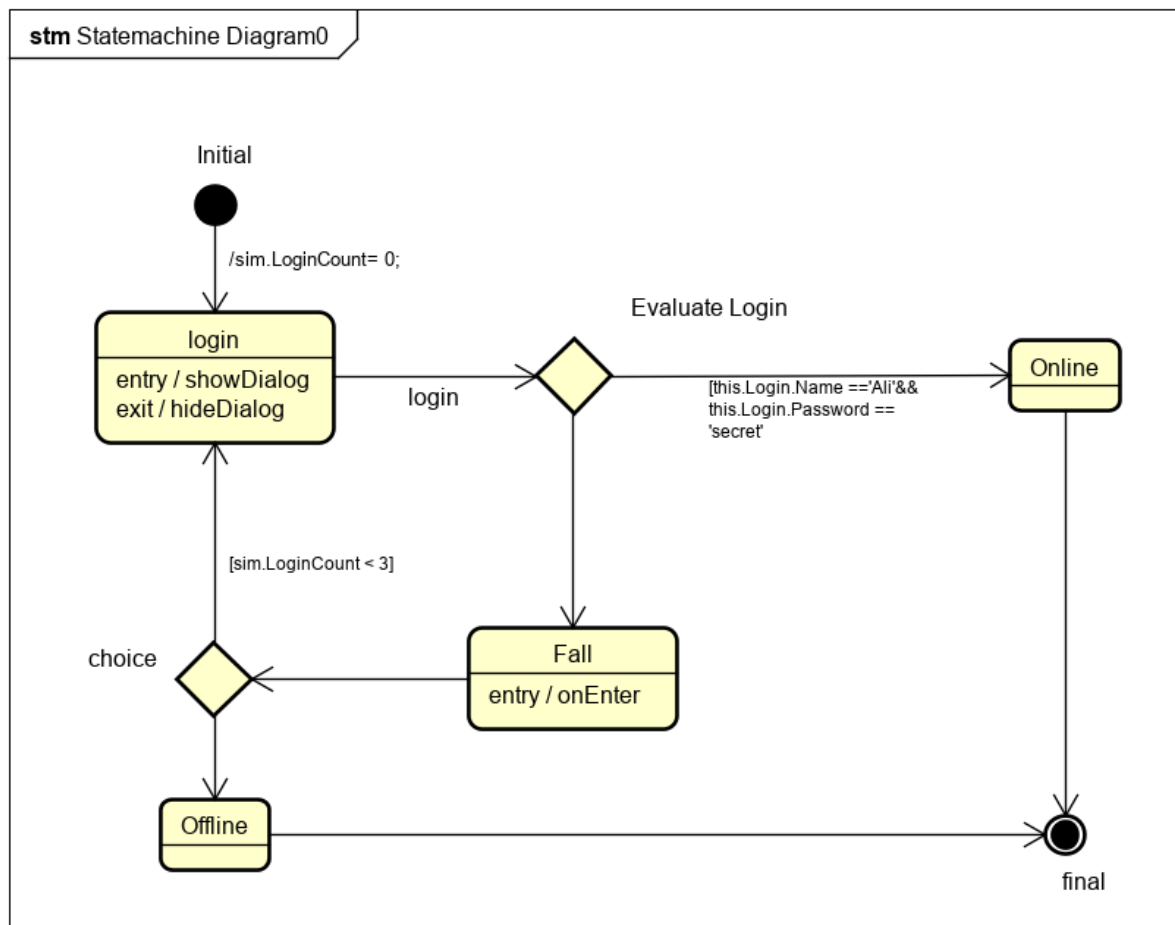 stm Statemachine Diagram0
Initial
/sim.LoginCount= 0;
Evaluate Login
login
entry / showDialog
exit / hideDialog
login
[this.Login.Name =='Ali'&&
this.Login.Password ==
'secret'
Online
[sim.LoginCount < 3]
choice
Fall
entry / onEnter
Offline
final